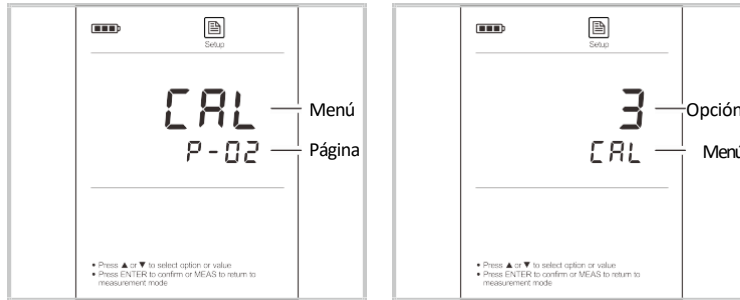 Setup
CAL
Menú
P-02
Página
• Press ▲ or ▼ to select option or value
• Press ENTER to confirm or MEAS to return to
measurement mode
Setup
3
Opción
CAL
Menú
• Press ▲ or ▼ to select option or value
• Press ENTER to confirm or MEAS to return to
measurement mode